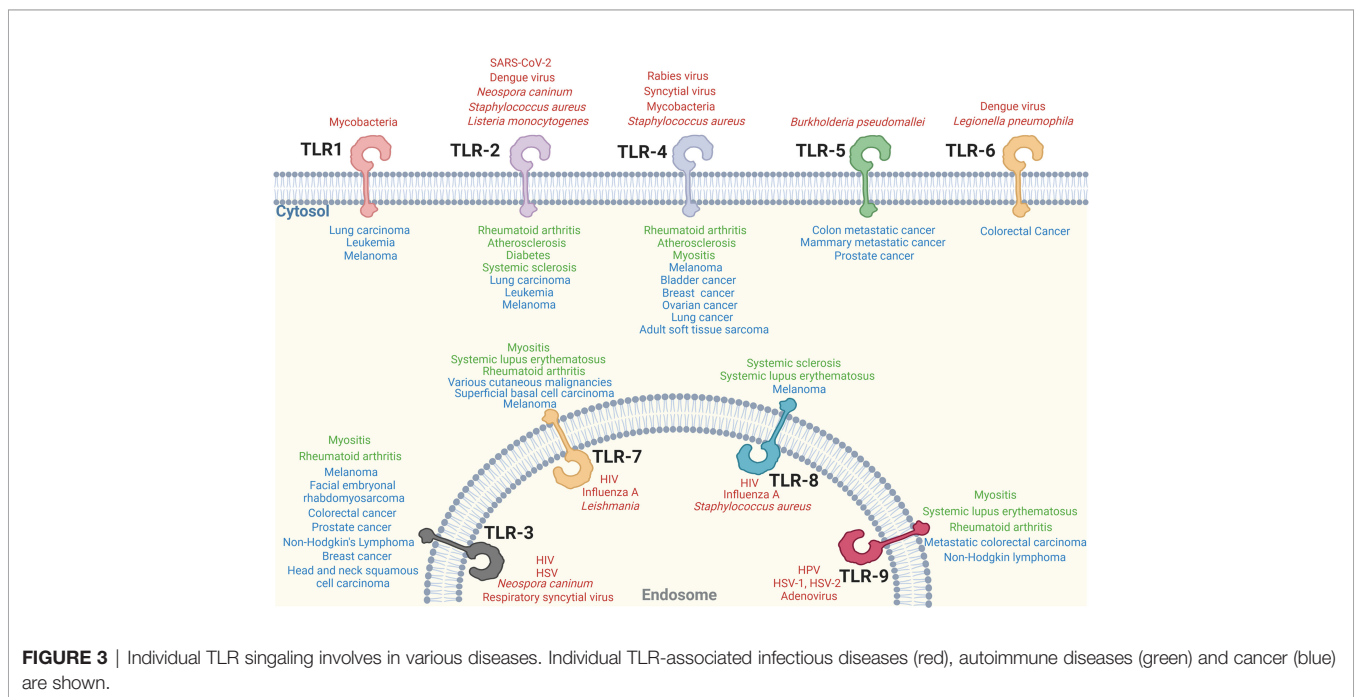 SARS-CoV-2
Dengue virus
Neospora caninum
Staphylococcus aureus
Listeria monocytogenes
Rabies virus
Syncytial virus
Mycobacteria
Staphylococcus aureus
Dengue virus
Legionella pneumophila
Mycobacteria
Burkholderia pseudomallei
TLR1
TLR-2
TLR-4
TLR-5
TLR-6
Cytosol
Lung carcinoma
Leukemia
Melanoma
Rheumatoid arthritis
Atherosclerosis
Diabetes
Systemic sclerosis
Lung carcinoma
Leukemia
Melanoma
Rheumatoid arthritis
Atherosclerosis
Myositis
Melanoma
Bladder cancer
Breast cancer
Ovarian cancer
Lung cancer
Adult soft tissue sarcoma
Colon metastatic cancer
Mammary metastatic cancer
Prostate cancer
Colorectal Cancer
Myositis
Systemic lupus erythematosus
Rheumatoid arthritis
Various cutaneous malignancies
Superficial basal cell carcinoma
Melanoma
TLR-7
HIV
Influenza A
Leishmania
Systemic sclerosis
Systemic lupus erythematosus
Melanoma
TLR-8
HIV
Influenza A
Staphylococcus aureus
Myositis
Rheumatoid arthritis
Melanoma
Facial embryonal
rhabdomyosarcoma
Colorectal cancer
Prostate cancer
Non-Hodgkin's Lymphoma
Breast cancer
Head and neck squamous
cell carcinoma
TLR-3
HIV
HSV
Neospora caninum
Respiratory syncytial virus
Endosome
Myositis
Systemic lupus erythematosus
Rheumatoid arthritis
Metastatic colorectal carcinoma
Non-Hodgkin lymphoma
TLR-9
HPV
HSV-1, HSV-2
Adenovirus
FIGURE 3 | Individual TLR singaling involves in various diseases. Individual TLR-associated infectious diseases (red), autoimmune diseases (green) and cancer (blue)
are shown.